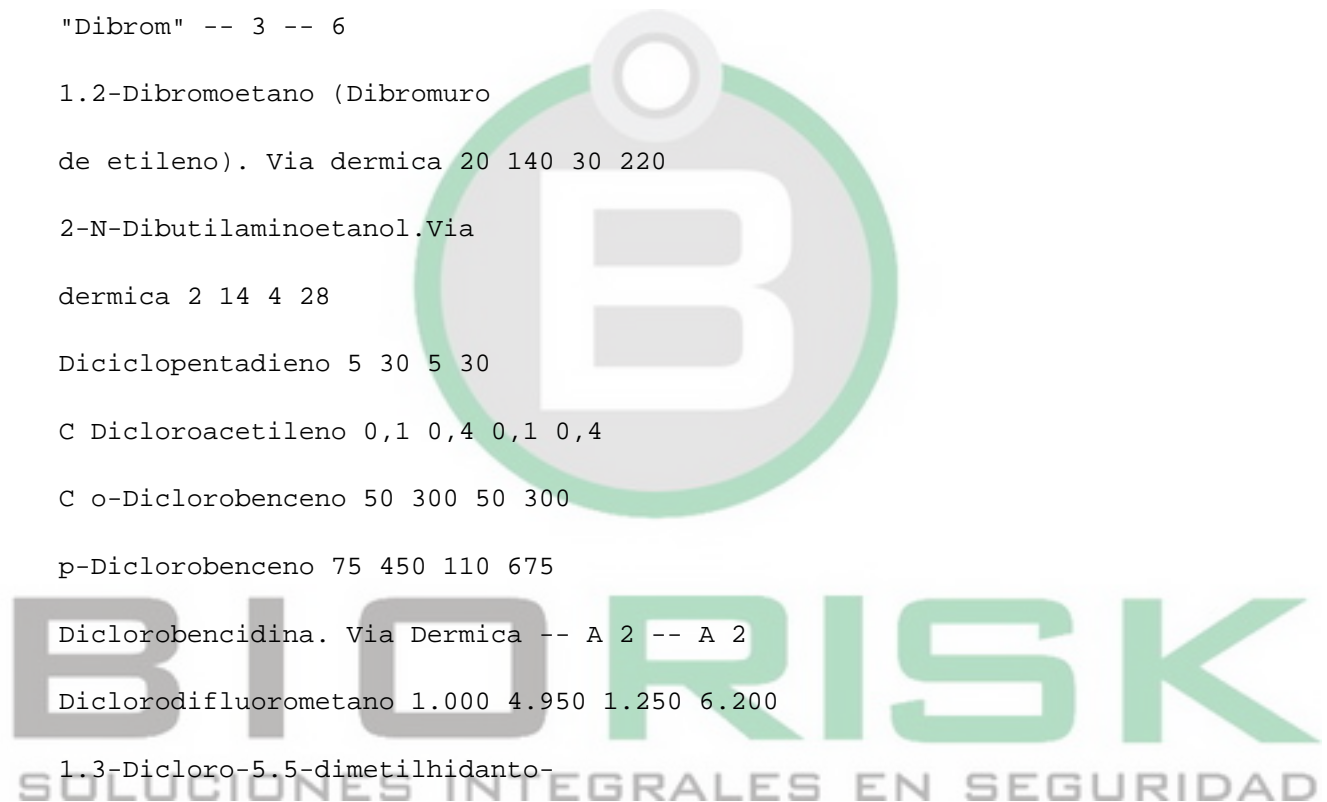 "Dibrom" -- 3 -- 6
1.2-Dibromoetano (Dibromuro
de etileno). Via dermica 20 140 30 220
2-N-Dibutilaminoetanol.Via
dermica 2 14 4 28
Diciclopentadieno 5 30 5 30
C Dicloroacetileno 0,1 0,4 0,1 0,4
C o-Diclorobenceno 50 300 50 300
p-Diclorobenceno 75 450 110 675
Diclorobencidina. Via Dermica -- A 2 -- A 2
Diclorodifluorometano 1.000 4.950 1.250 6.200
1.3-Dicloro-5.5-dimetilhidanto-
B
BIORISK
SOLUCIONES INTEGRALES EN SEGURIDAD